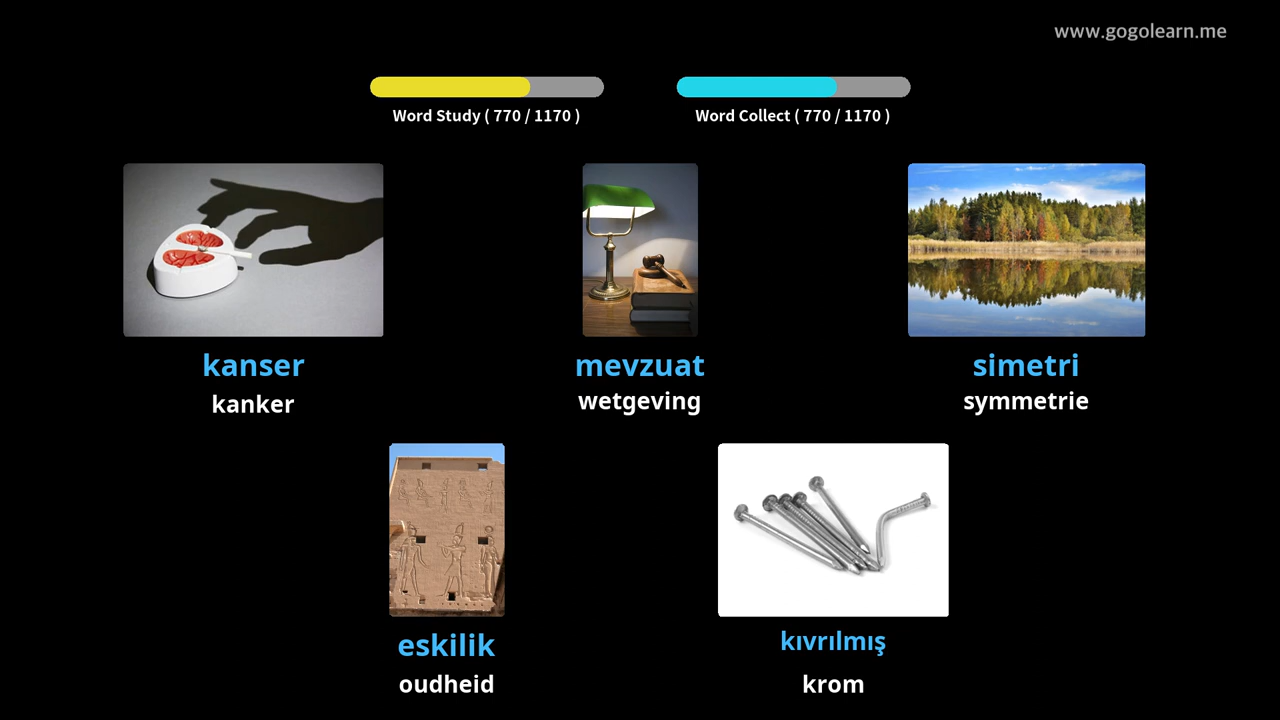 www.gogolearn.me
Word Study ( 770 / 1170 )
Word Collect ( 770 / 1170 )
kanser
kanker
mevzuat
wetgeving
simetri
symmetrie
eskilik
oudheid
kıvrılmış
krom